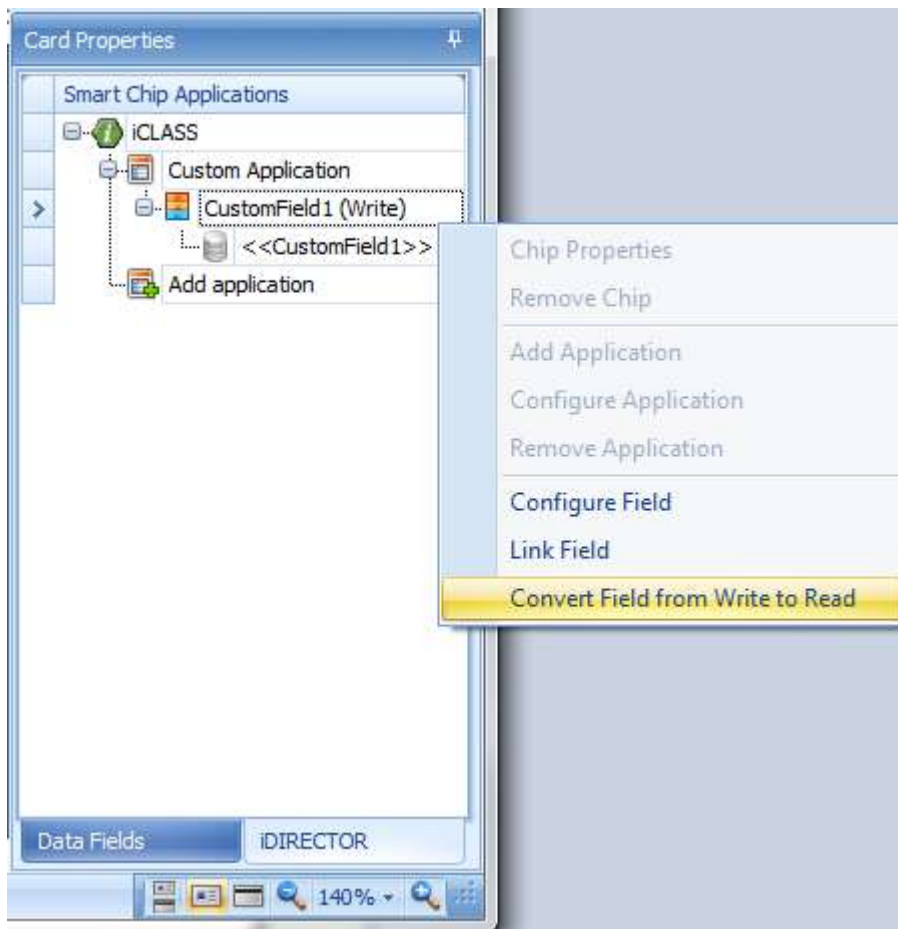 Card Properties
Smart Chip Applications
iCLASS
Custom Application
CustomField1 (Write)
<<CustomField1>>
Add application
Chip Properties
Remove Chip
Add Application
Configure Application
Remove Application
Configure Field
Link Field
Convert Field from Write to Read
Data Fields
iDIRECTOR
140%